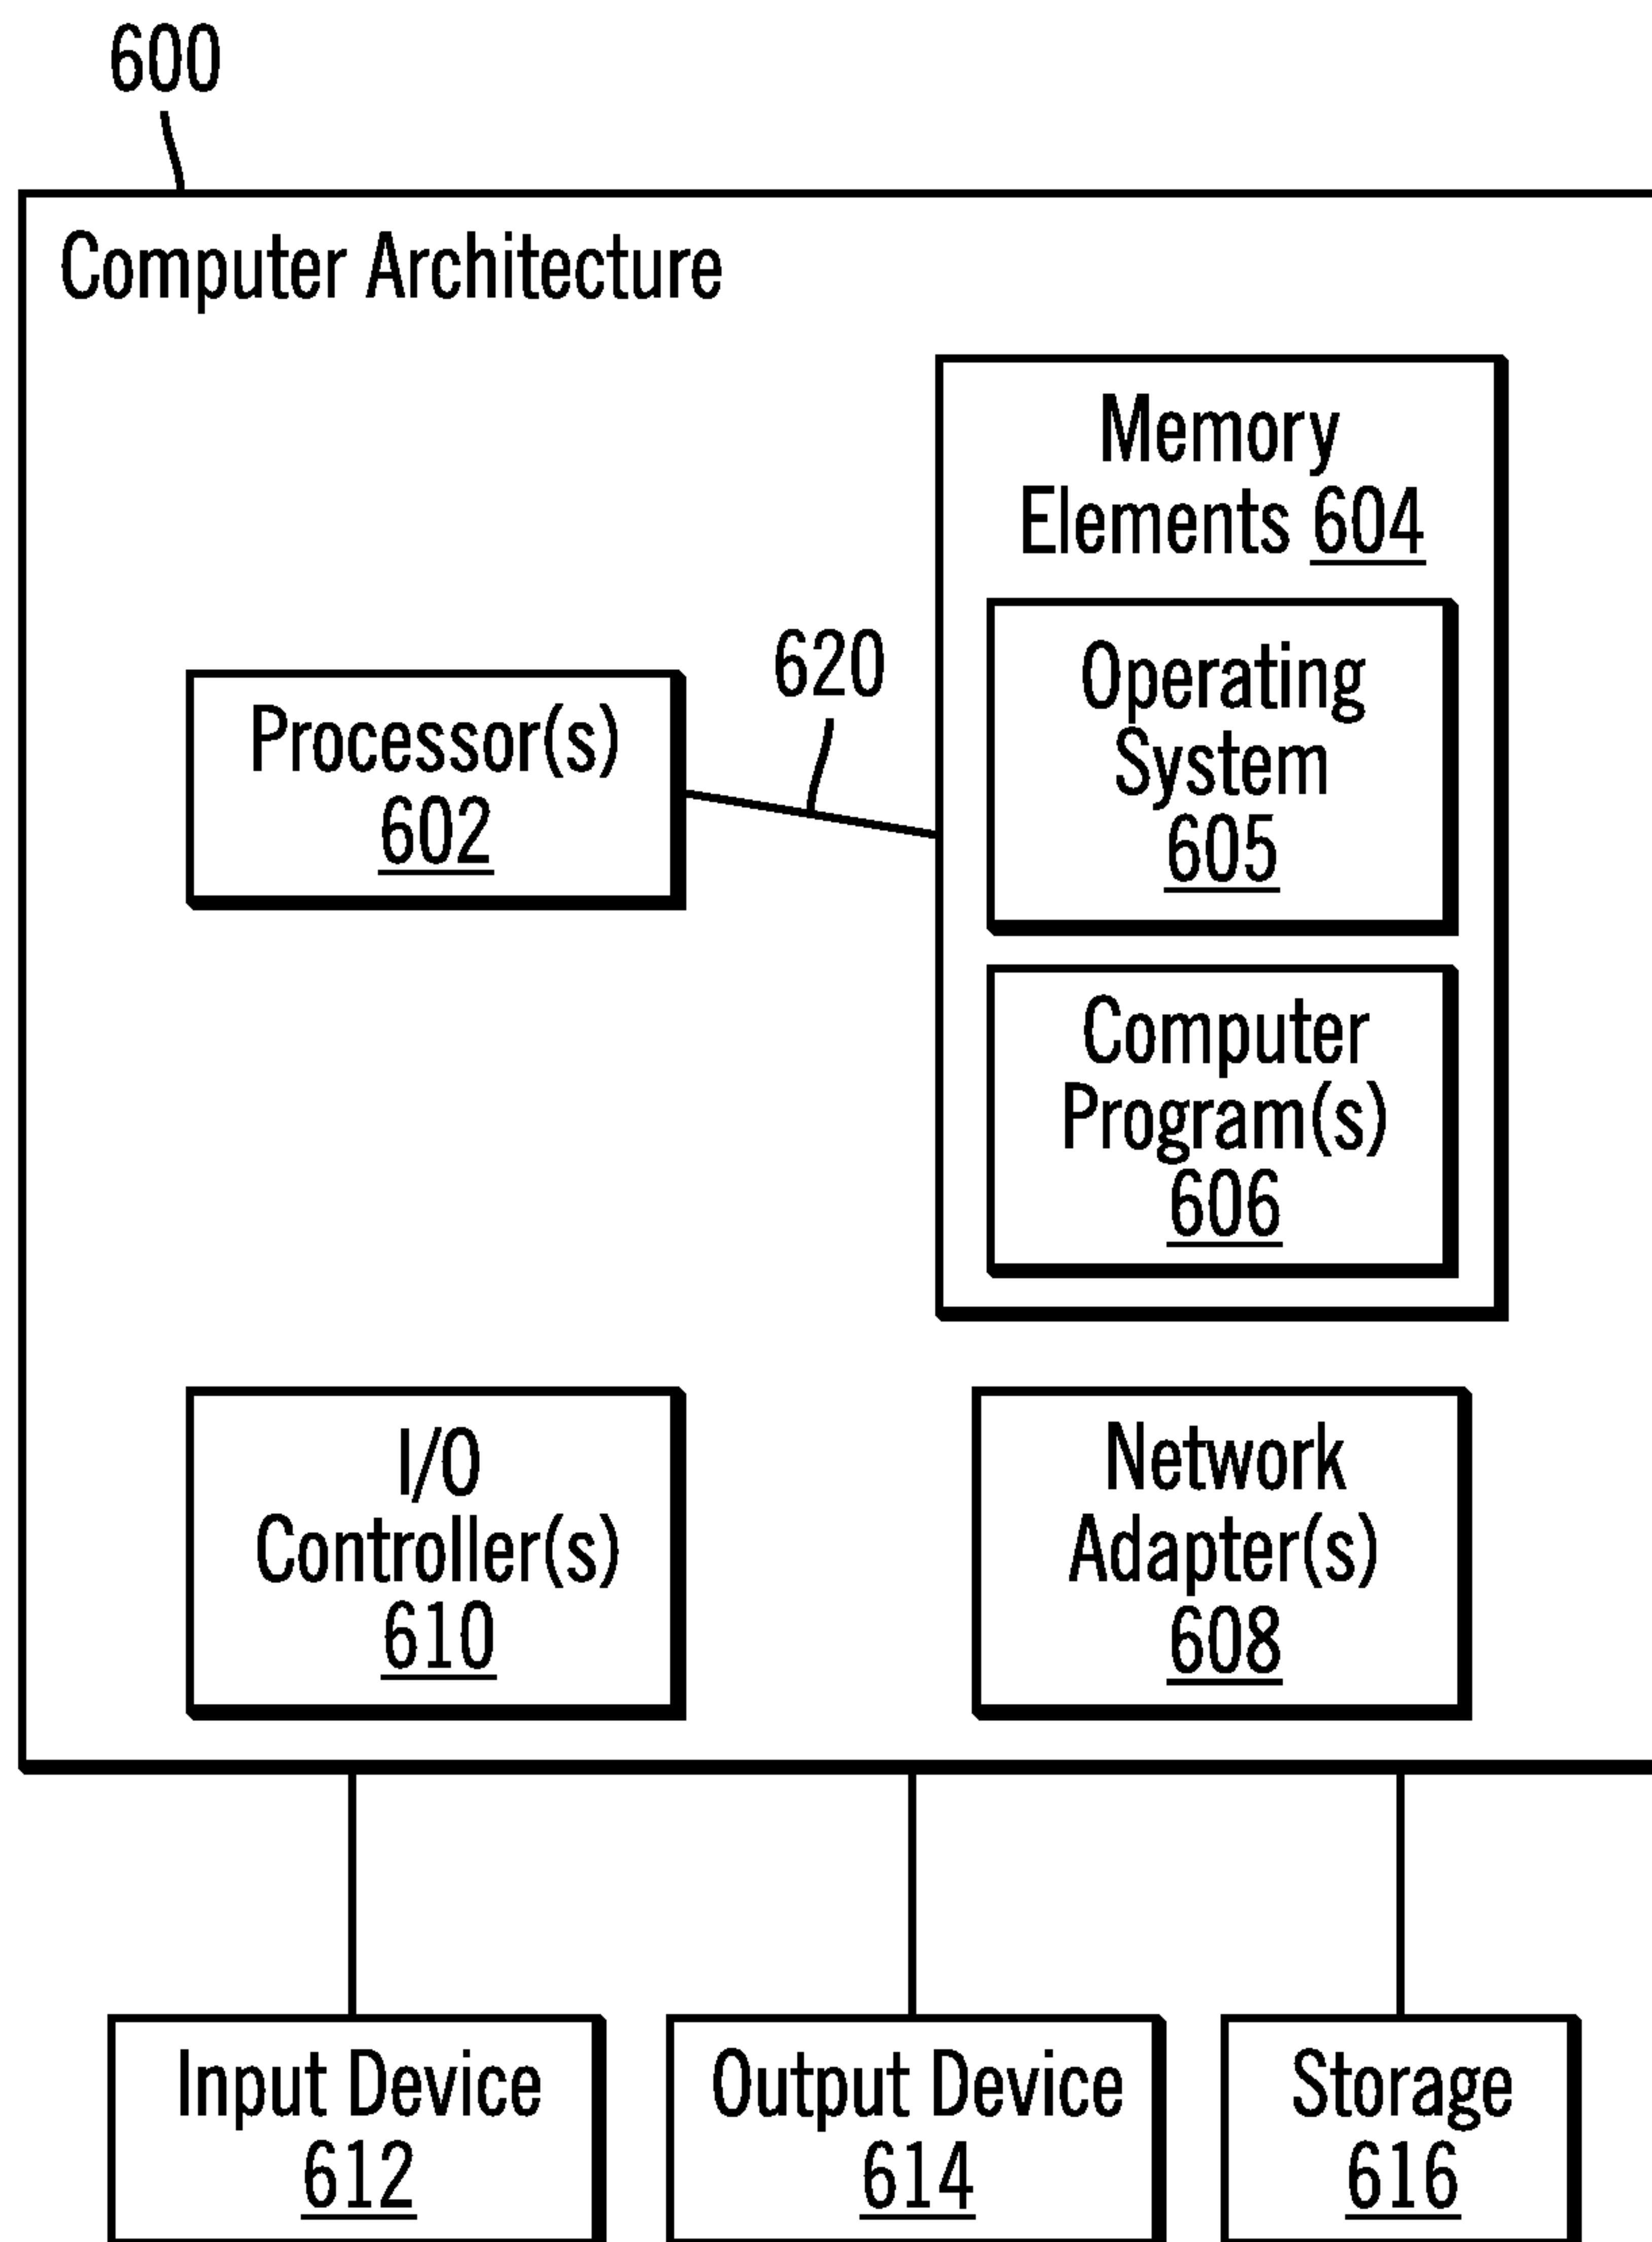 600
Computer Architecture
Memory
Elements 604
Operating
System
605
620
Processor(s)
602
Computer
Program(s)
606
I/O
Controller(s)
610
Network
Adapter(s)
608
Input Device
612
Output Device
614
Storage
616